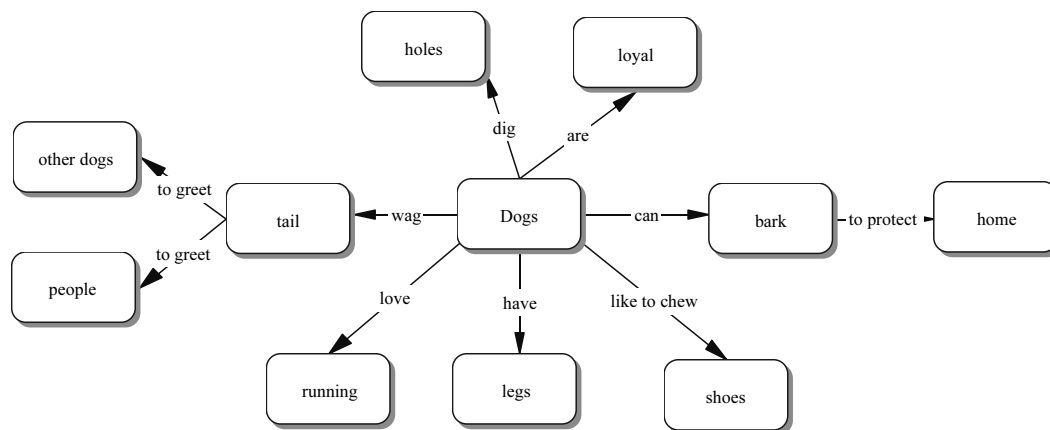 holes
loyal
dig
are
other dogs
to greet
tail
wag
Dogs
can
bark
to protect
home
to greet
people
love
have
like to chew
running
legs
shoes